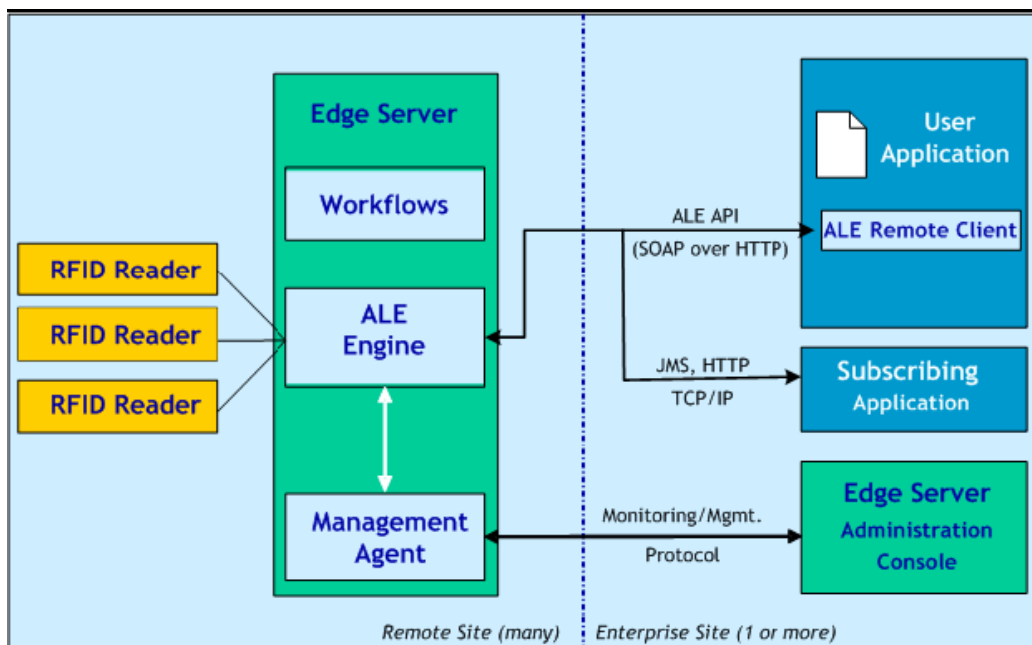 Edge Server
Workflows
RFID Reader
RFID Reader
RFID Reader
ALE
Engine
Management
Agent
ALE API
(SOAP over HTTP)
JMS, HTTP
TCP/IP
Monitoring/Mgmt.
Protocol
User
Application
ALE Remote Client
Subscribing
Application
Edge Server
Administration
Console
Remote Site (many)
Enterprise Site (1 or more)